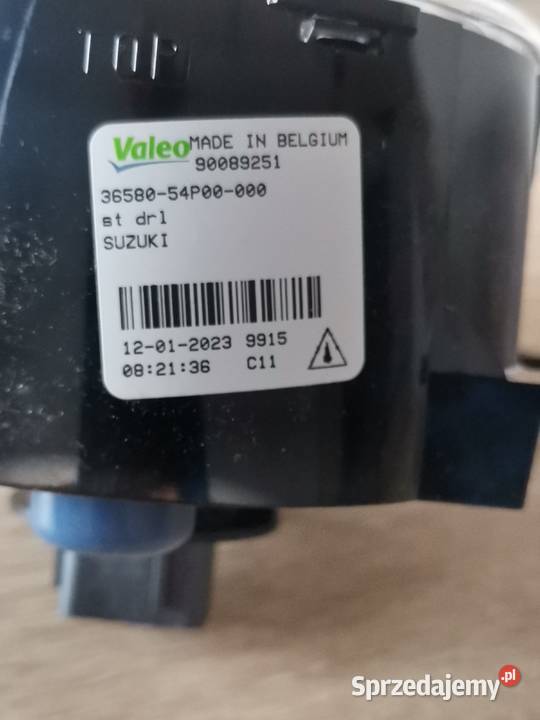 TOP
Valeo MADE IN BELGIUM
90089251
36580-54P00-000
st drl
SUZUKI
12-01-2023 9915
08:21:36 C11
Sprzedajemy.pl